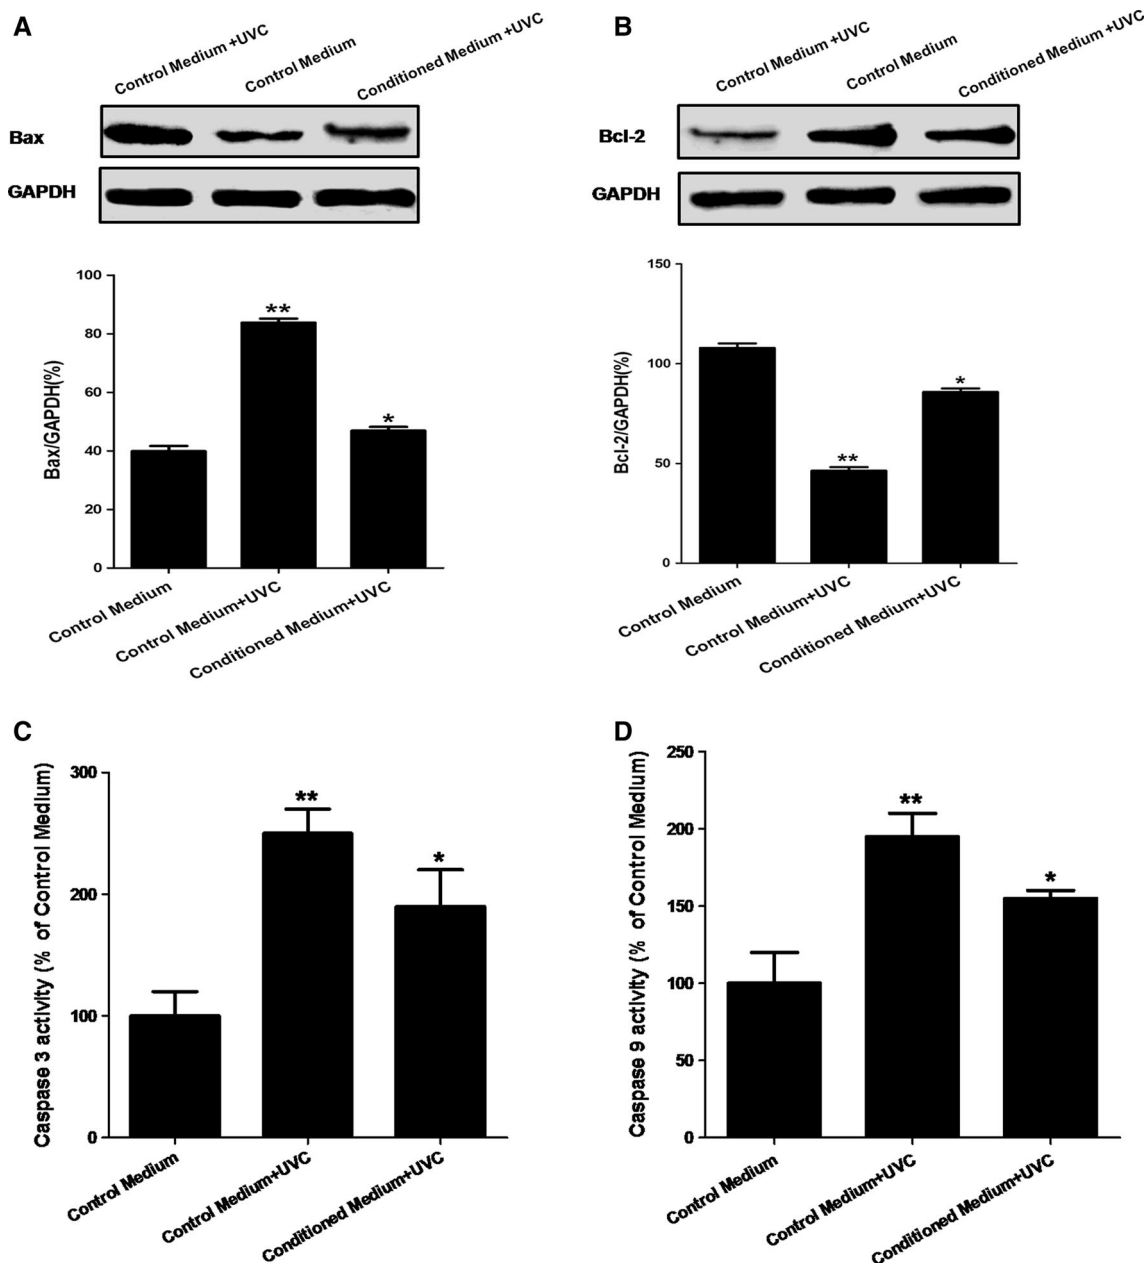 A
Control Medium +UVC
Control Medium
Conditioned Medium +UVC
Bax
GAPDH
100
80
60
40
20
0
Bax/GAPDH(%)
**
*
Control Medium
Control Medium+UVC
Conditioned Medium+UVC
B
Control Medium +UVC
Control Medium
Conditioned Medium +UVC
Bcl-2
GAPDH
150
100
50
0
Bcl-2/GAPDH(%)
**
*
Control Medium
Control Medium+UVC
Conditioned Medium+UVC
C
300
200
100
0
Caspase 3 activity (% of Control Medium)
**
*
Control Medium
Control Medium+UVC
Conditioned Medium+UVC
D
250
200
150
100
50
0
Caspase 9 activity (% of Control Medium)
**
*
Control Medium
Control Medium+UVC
Conditioned Medium+UVC